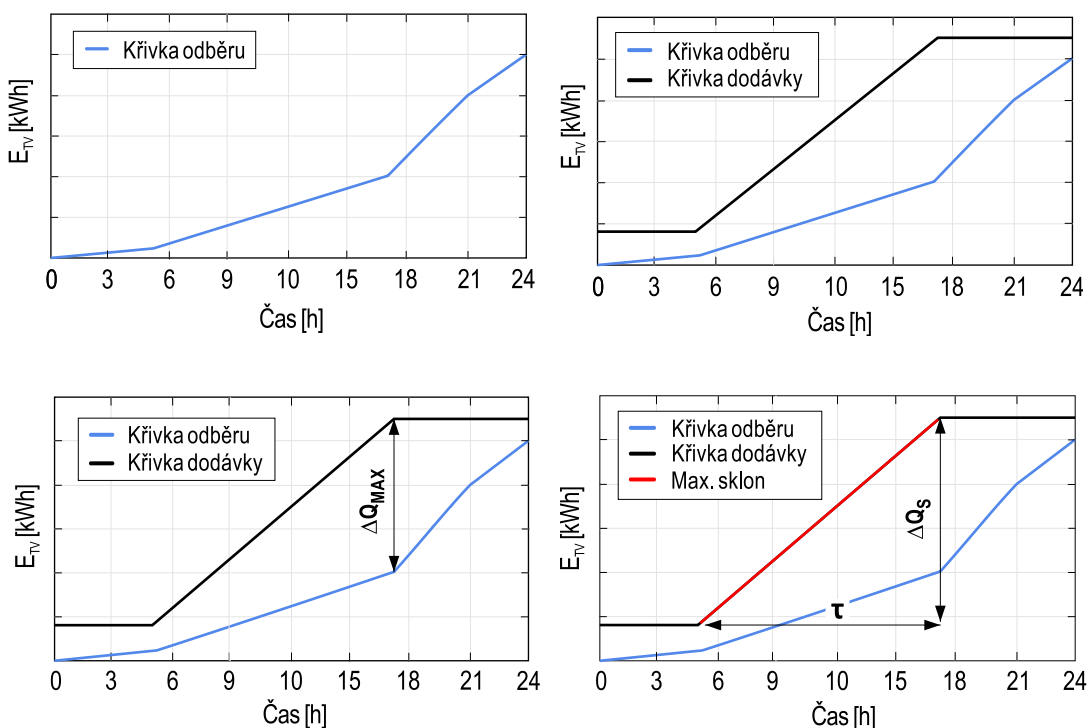 Křivka odběru
E_TV [kWh]
0 3 6 9 10 15 18 21 24
Čas [h]
Křivka odběru
Křivka dodávky
E_TV [kWh]
0 3 6 9 10 15 18 21 24
Čas [h]
Křivka odběru
Křivka dodávky
ΔQ_MAX
E_TV [kWh]
0 3 6 9 10 15 18 21 24
Čas [h]
Křivka odběru
Křivka dodávky
Max. sklon
ΔQ_S
τ
E_TV [kWh]
0 3 6 9 10 15 18 21 24
Čas [h]